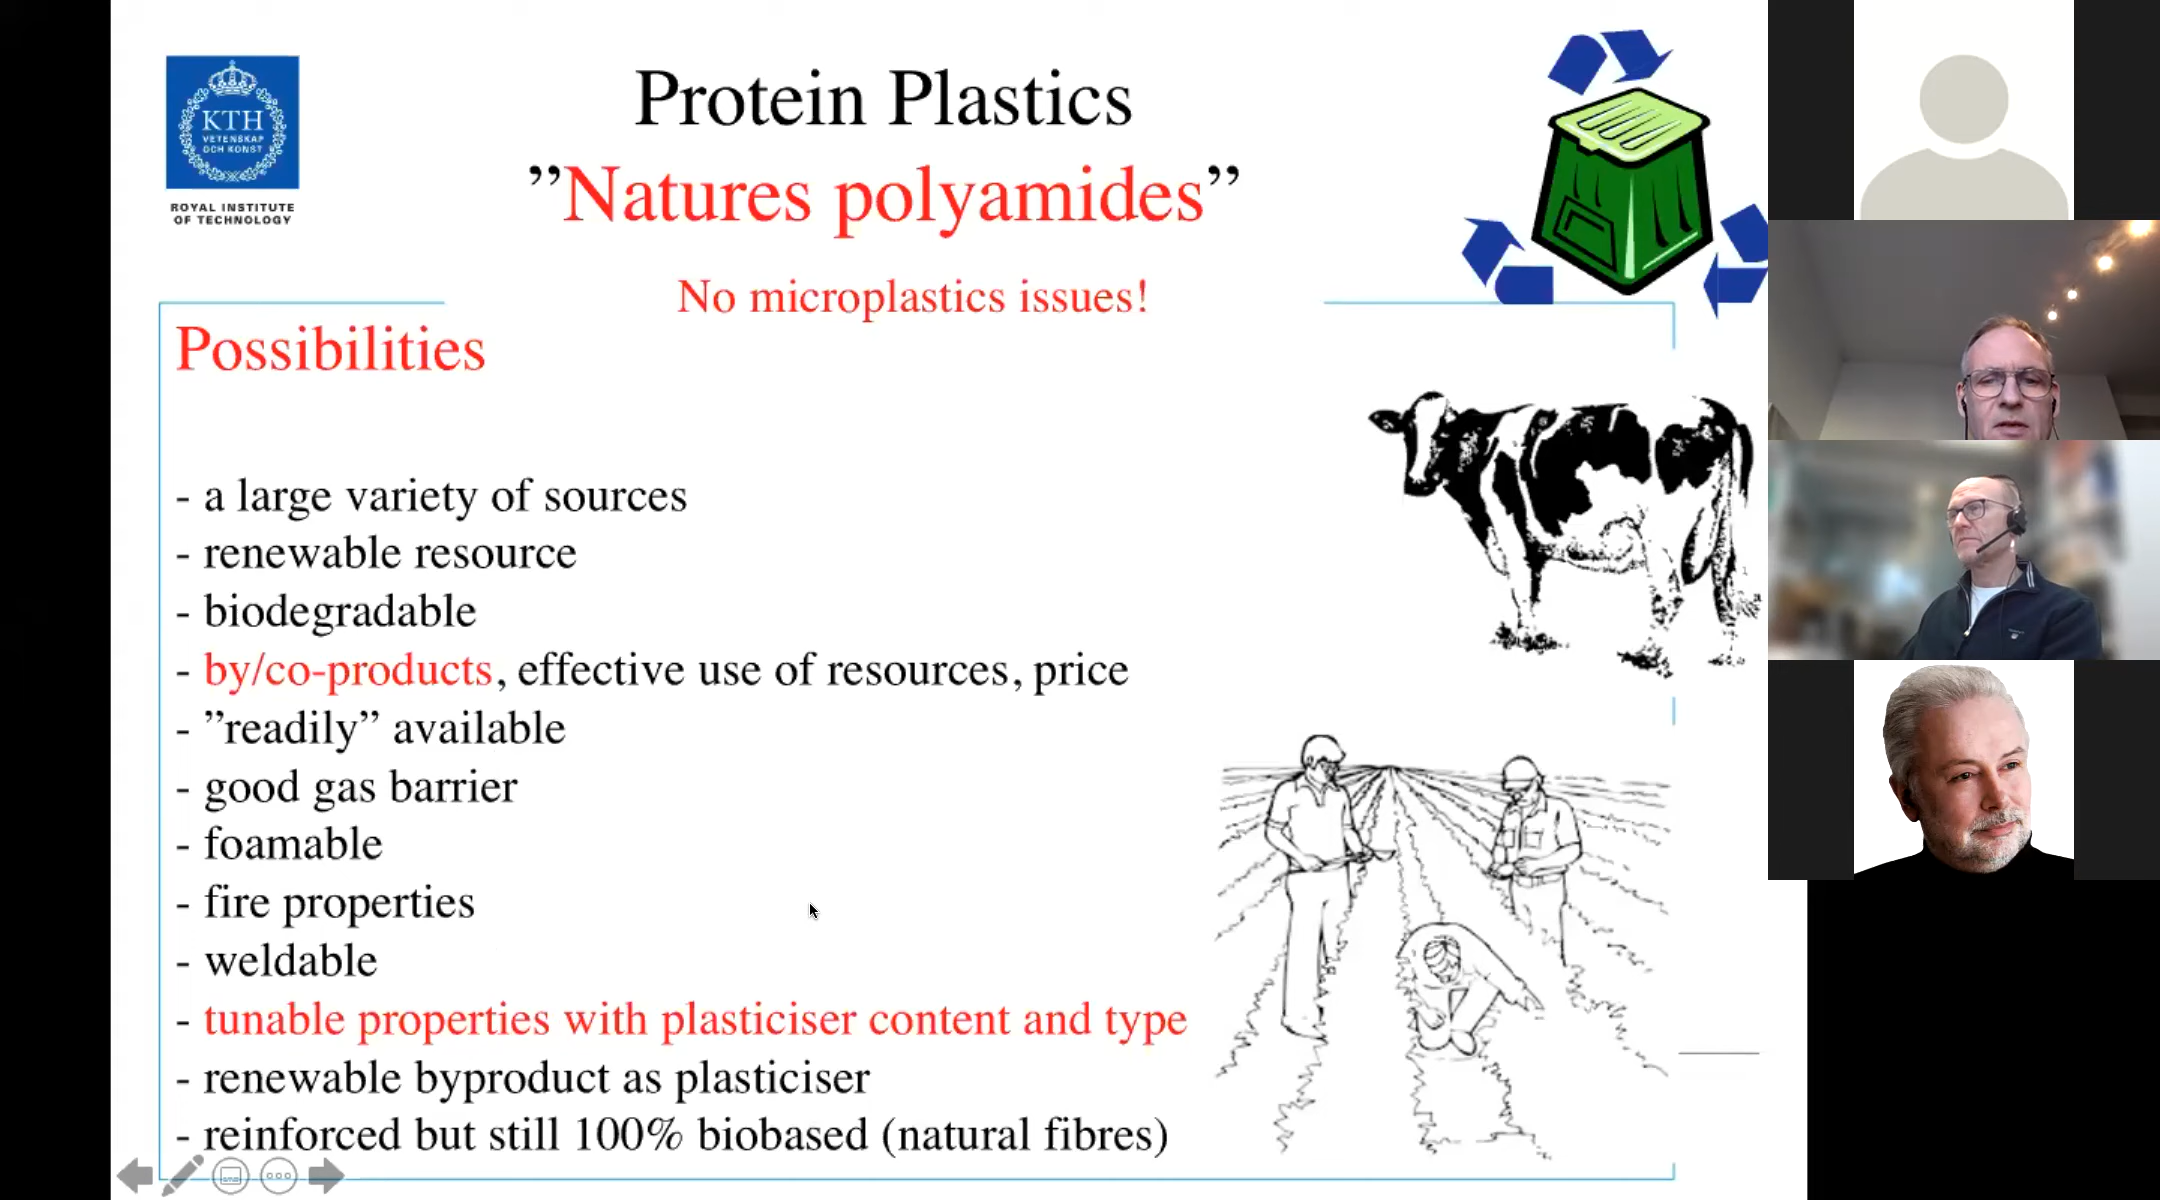 KTH
VETENSKAP
OCH KONST
ROYAL INSTITUTE
OF TECHNOLOGY
Protein Plastics
”Natures polyamides”
No microplastics issues!
Possibilities
- a large variety of sources
- renewable resource
- biodegradable
- by/co-products, effective use of resources, price
- ”readily” available
- good gas barrier
- foamable
- fire properties
- weldable
- tunable properties with plasticiser content and type
- renewable byproduct as plasticiser
- reinforced but still 100% biobased (natural fibres)